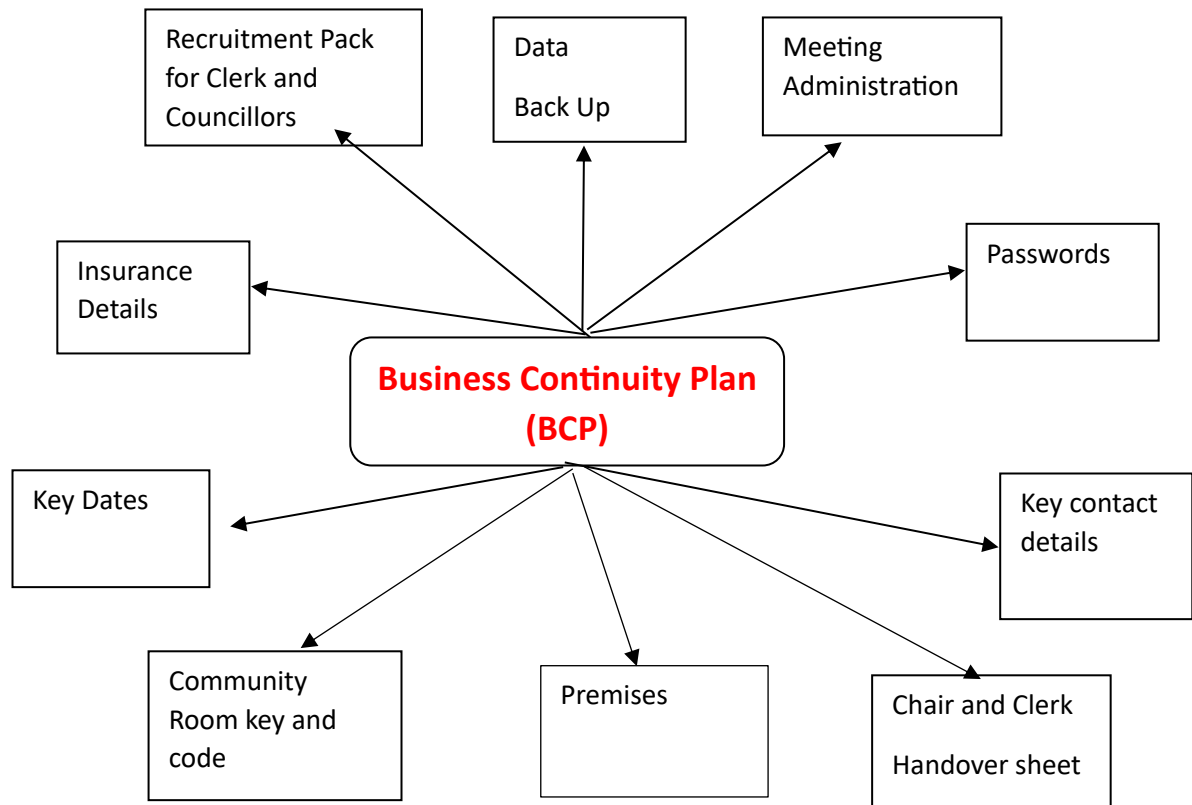 Recruitment Pack
for Clerk and
Councillors
Data
Back Up
Meeting
Administration
Insurance
Details
Passwords
Business Continuity Plan
(BCP)
Key Dates
Key contact
details
Community
Room key and
code
Premises
Chair and Clerk
Handover sheet